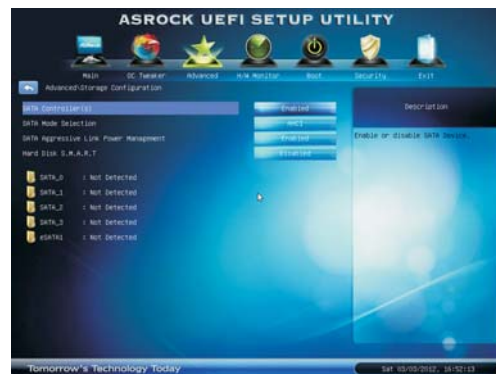 ASROCK UEFI SETUP UTILITY
Main OC Tweaker Advanced H/W Monitor Boot Security Exit
Advanced\Storage Configuration
SATA Controller(s) Enabled
SATA Mode Selection AHCI
SATA Aggressive Link Power Management Enabled
Hard Disk S.M.A.R.T Disabled
SATA_0 : Not Detected
SATA_1 : Not Detected
SATA_2 : Not Detected
SATA_3 : Not Detected
eSATA1 : Not Detected
Description
Enable or disable SATA Device.
Tomorrow's Technology Today
Sat 03/03/2012, 16:52:13